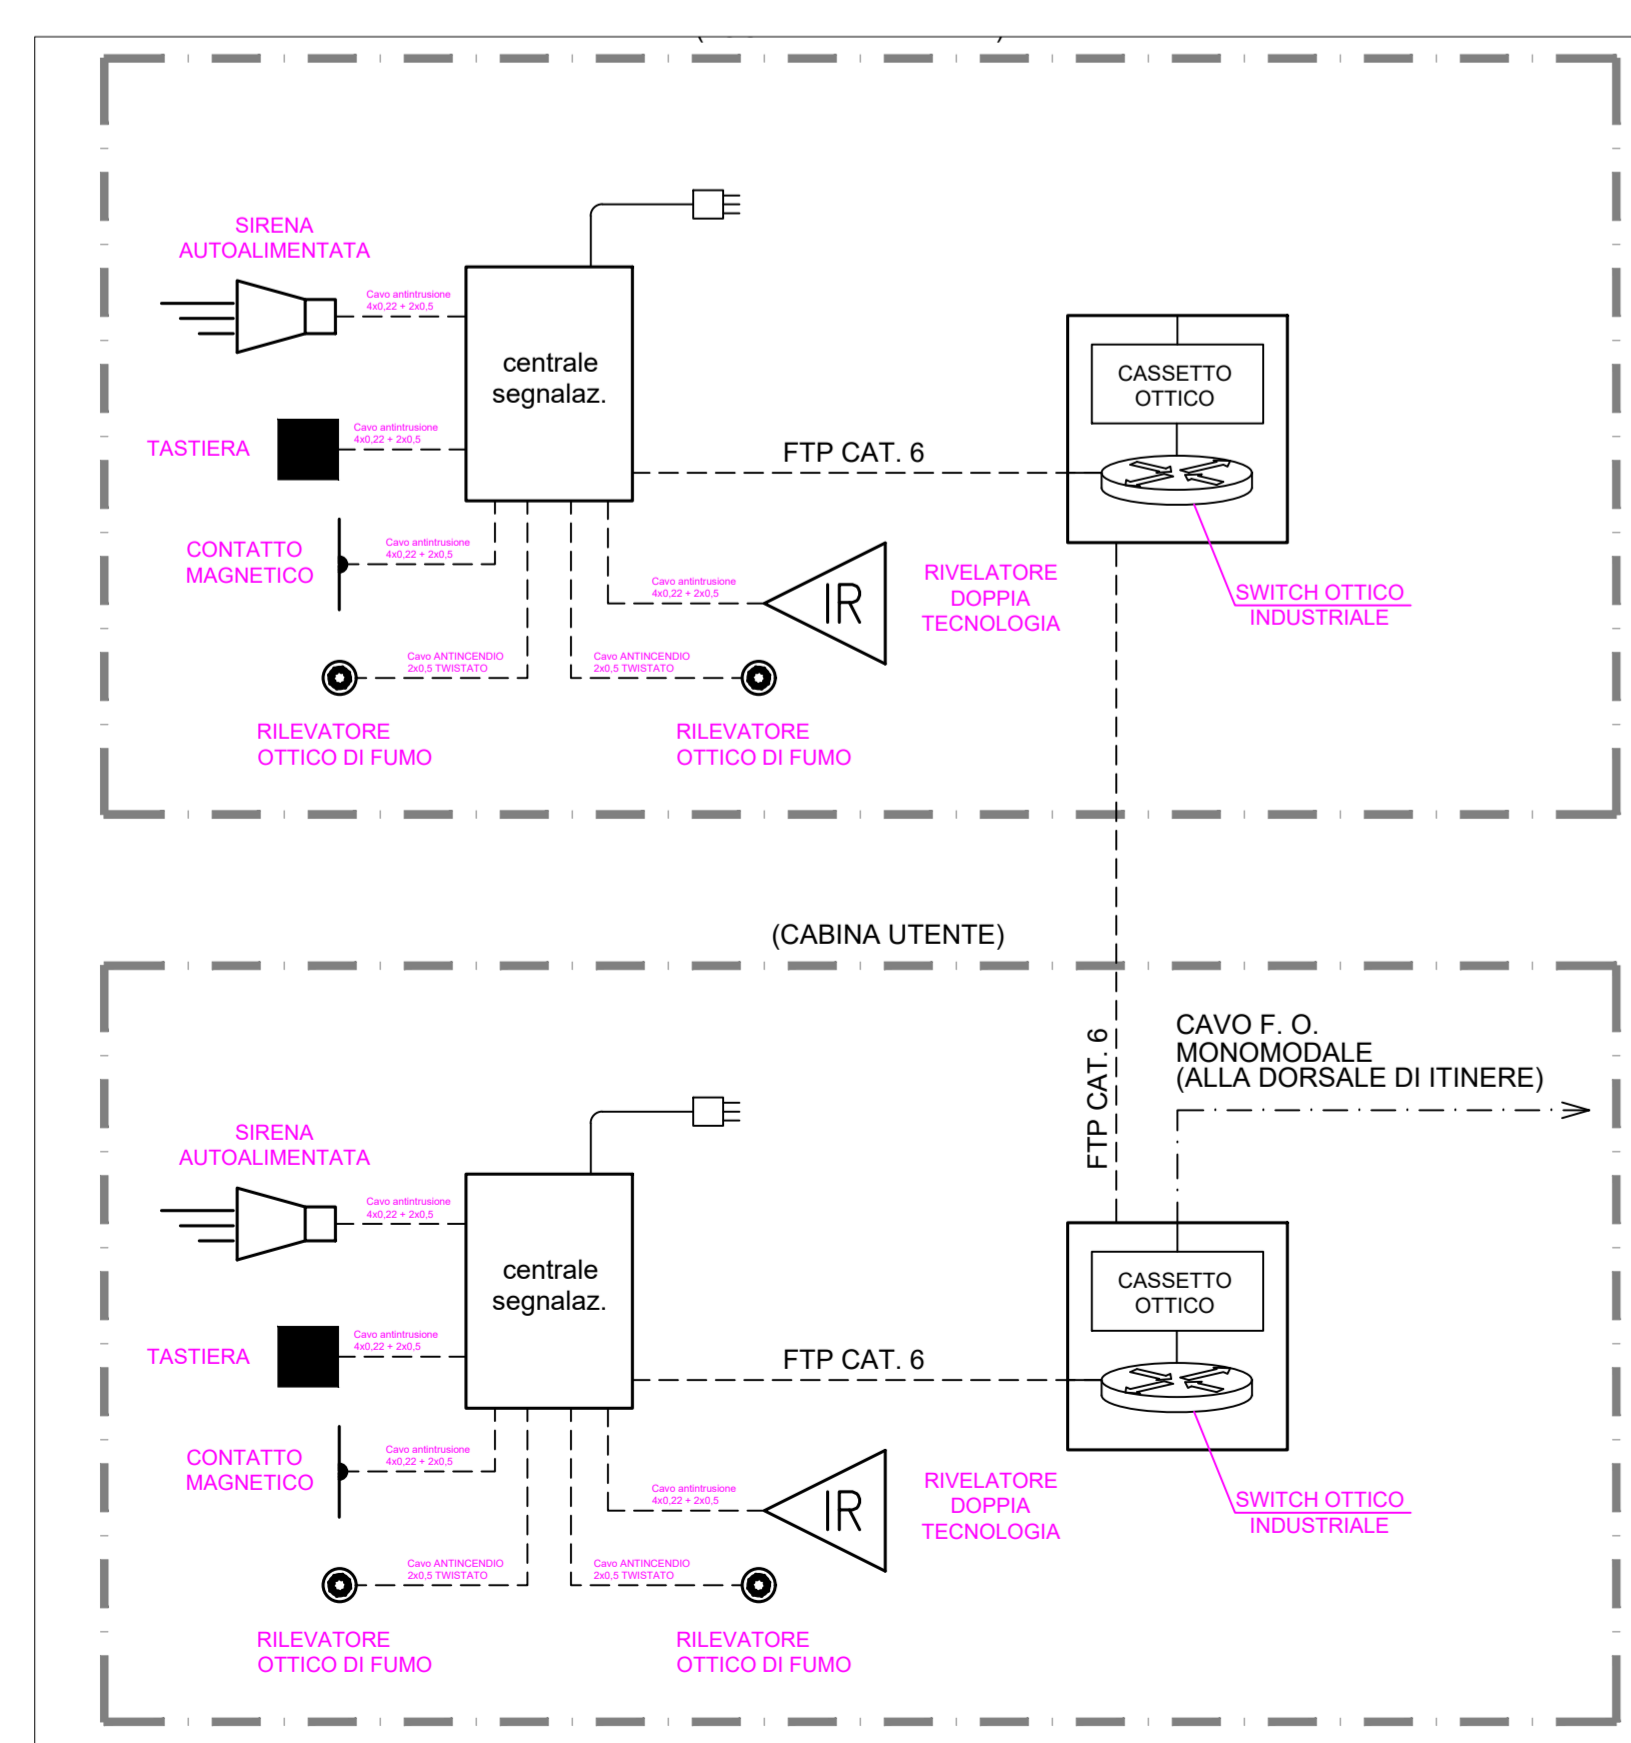 SIRENA
AUTOALIMENTATA
Cavo antintrusione
4x0,22 + 2x0,5
centrale
segnalaz.
CASSETTO
OTTICO
TASTIERA
Cavo antintrusione
4x0,22 + 2x0,5
FTP CAT. 6
CONTATTO
MAGNETICO
Cavo antintrusione
4x0,22 + 2x0,5
Cavo antintrusione
4x0,22 + 2x0,5
IR
RIVELATORE
DOPPIA
TECNOLOGIA
SWITCH OTTICO
INDUSTRIALE
Cavo ANTINCENDIO
2x0,5 TWISTATO
Cavo ANTINCENDIO
2x0,5 TWISTATO
RILEVATORE
OTTICO DI FUMO
RILEVATORE
OTTICO DI FUMO
(CABINA UTENTE)
FTP CAT. 6
CAVO F. O.
MONOMODALE
(ALLA DORSALE DI ITINERE)
SIRENA
AUTOALIMENTATA
Cavo antintrusione
4x0,22 + 2x0,5
centrale
segnalaz.
CASSETTO
OTTICO
TASTIERA
Cavo antintrusione
4x0,22 + 2x0,5
FTP CAT. 6
CONTATTO
MAGNETICO
Cavo antintrusione
4x0,22 + 2x0,5
Cavo antintrusione
4x0,22 + 2x0,5
IR
RIVELATORE
DOPPIA
TECNOLOGIA
SWITCH OTTICO
INDUSTRIALE
Cavo ANTINCENDIO
2x0,5 TWISTATO
Cavo ANTINCENDIO
2x0,5 TWISTATO
RILEVATORE
OTTICO DI FUMO
RILEVATORE
OTTICO DI FUMO